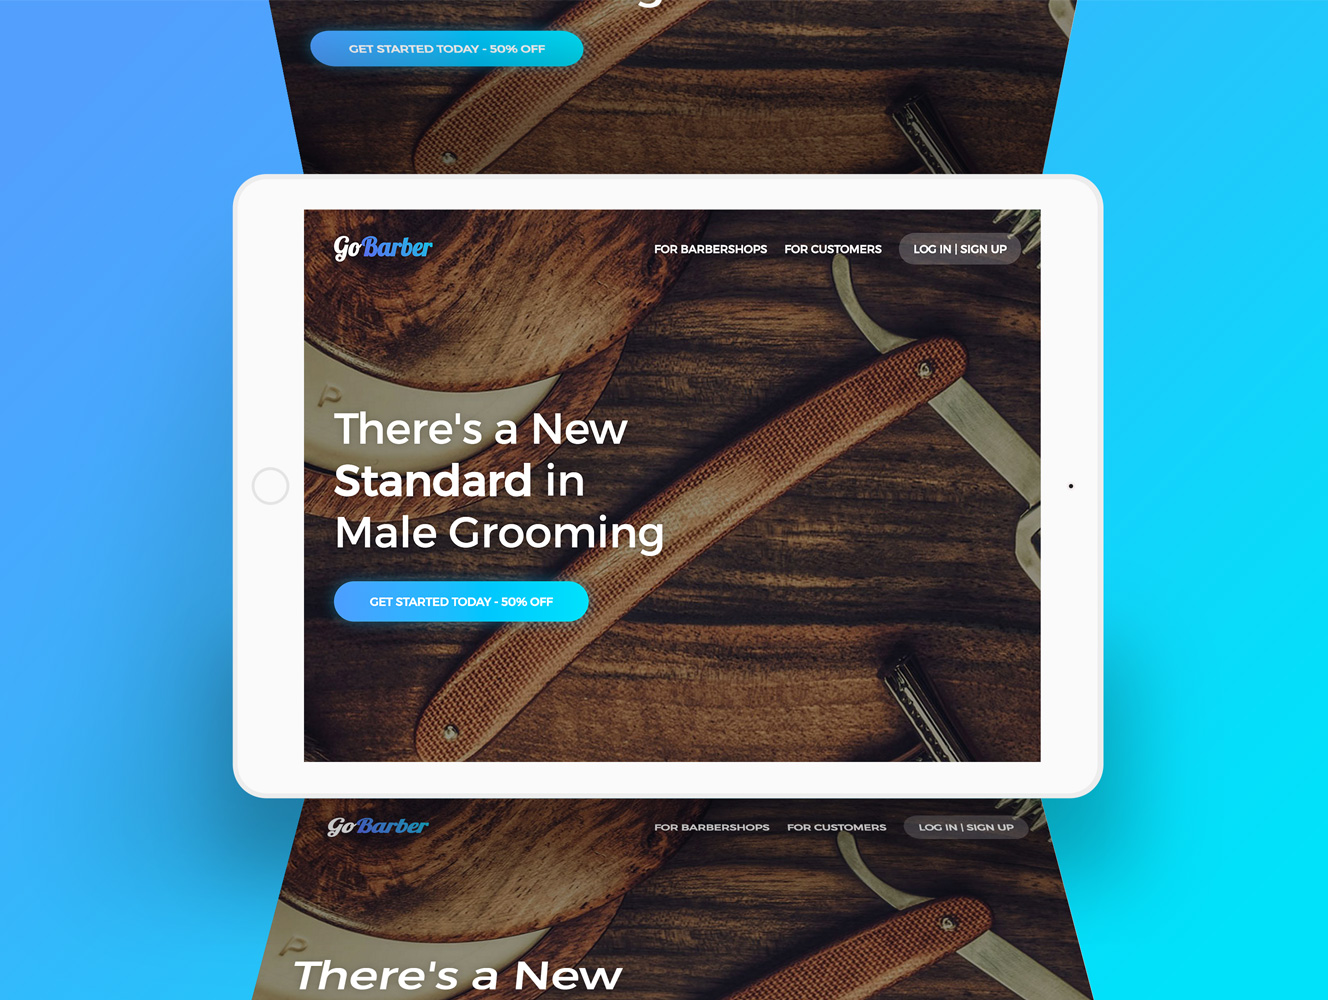 g
GET STARTED TODAY - 50% OFF
GoBarber
FOR BARBERSHOPS
FOR CUSTOMERS
LOG IN | SIGN UP
P
There's a New
Standard in
Male Grooming
GET STARTED TODAY - 50% OFF
GoBarber
FOR BARBERSHOPS
FOR CUSTOMERS
LOG IN | SIGN UP
P
There's a New